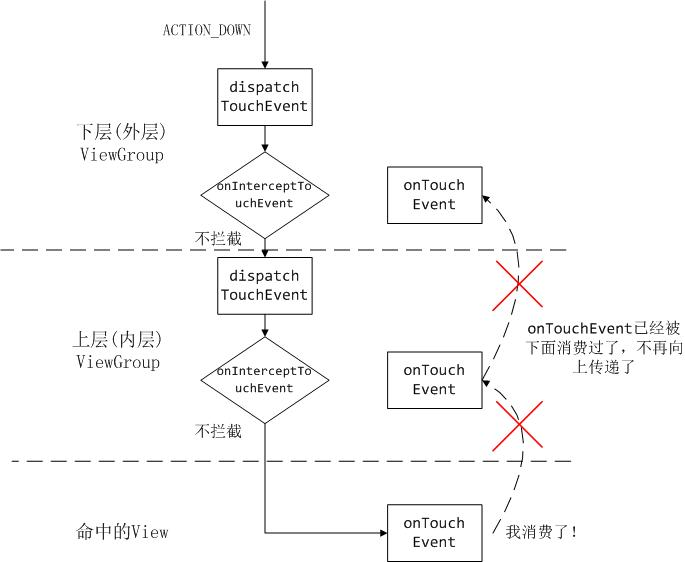 ACTION_DOWN
dispatch
TouchEvent
下层(外层)
ViewGroup
onInterceptTo
uchEvent
onTouch
Event
不拦截
dispatch
TouchEvent
上层(内层)
ViewGroup
onInterceptTo
uchEvent
onTouchEvent已经被
下面消费过了，不再向
上传递了
onTouch
Event
不拦截
命中的View
onTouch
Event
我消费了!